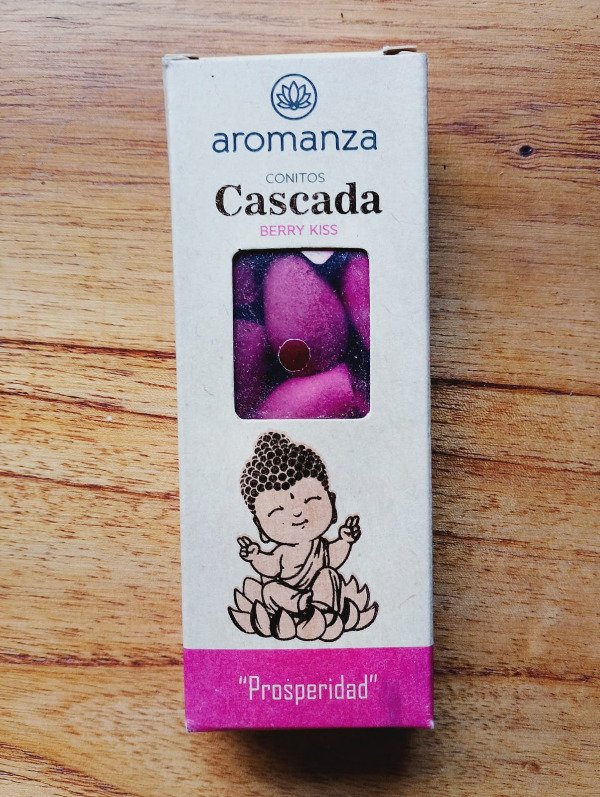 aromanza
CONITOS
Cascada
BERRY KISS
"Prosperidad"